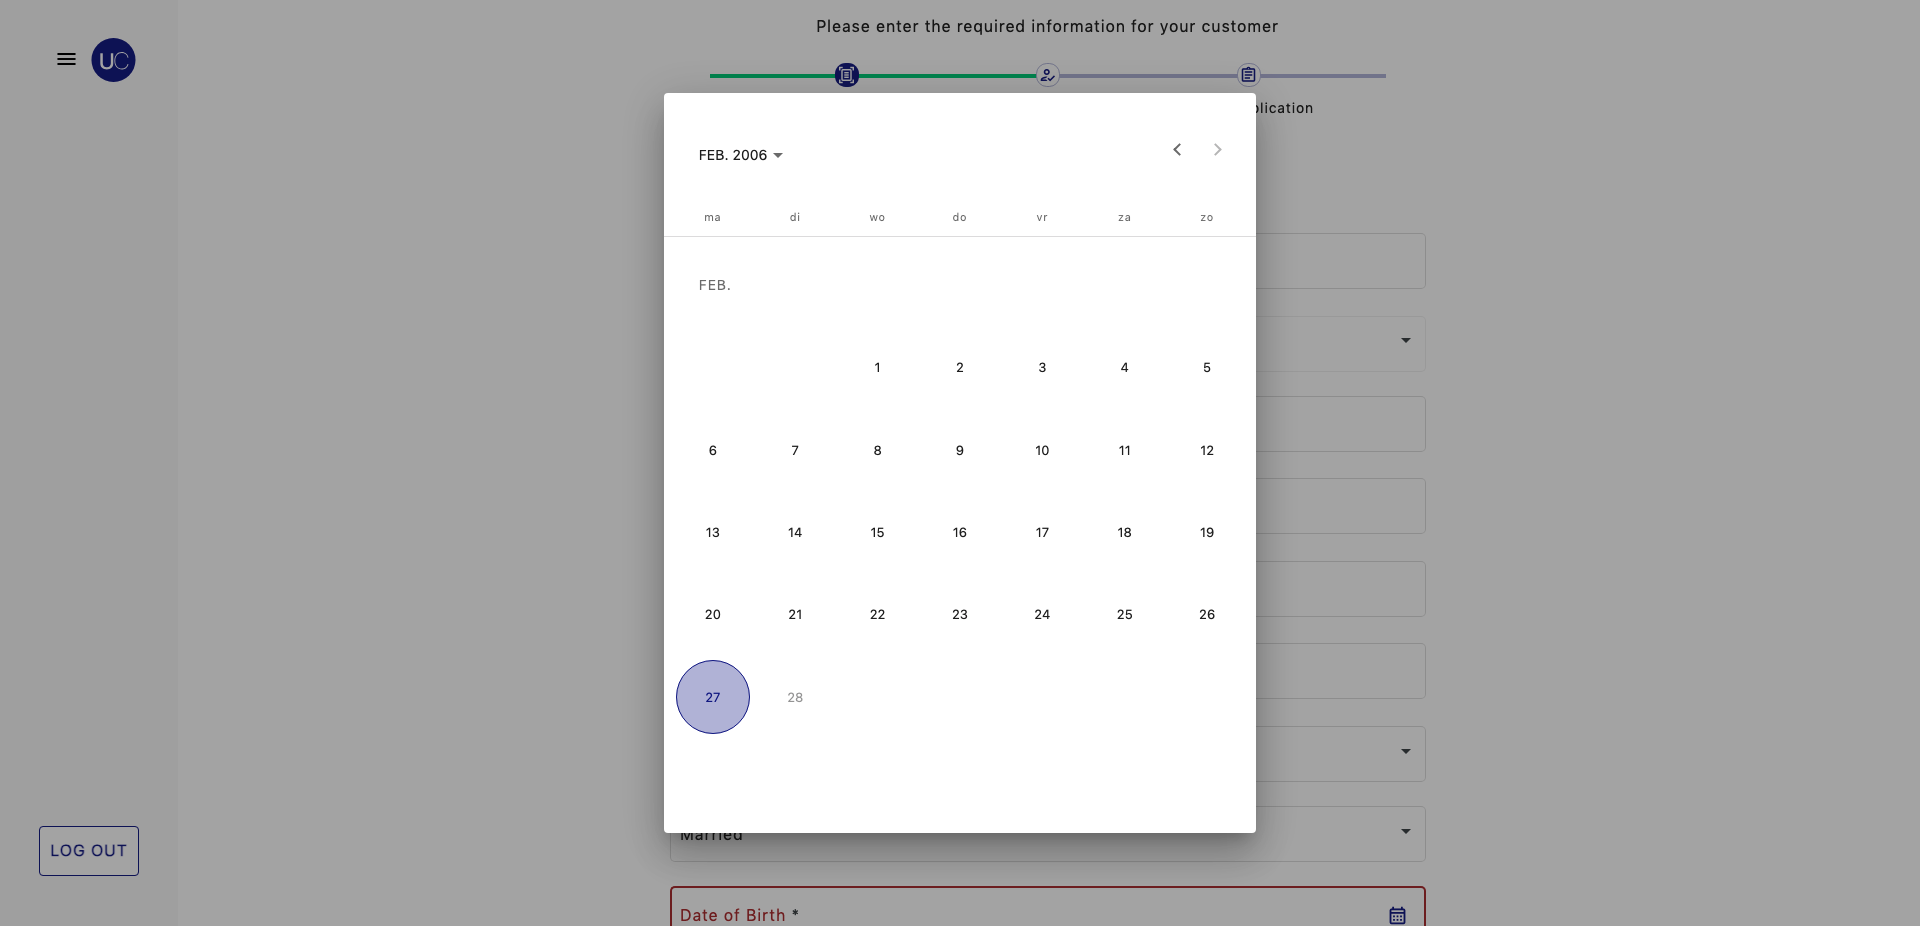 Please enter the required information for your customer
UC
plication
FEB. 2006
ma di wo do vr za zo
FEB.
1 2 3 4 5
6 7 8 9 10 11 12
13 14 15 16 17 18 19
20 21 22 23 24 25 26
27 28
Married
LOG OUT
Date of Birth *